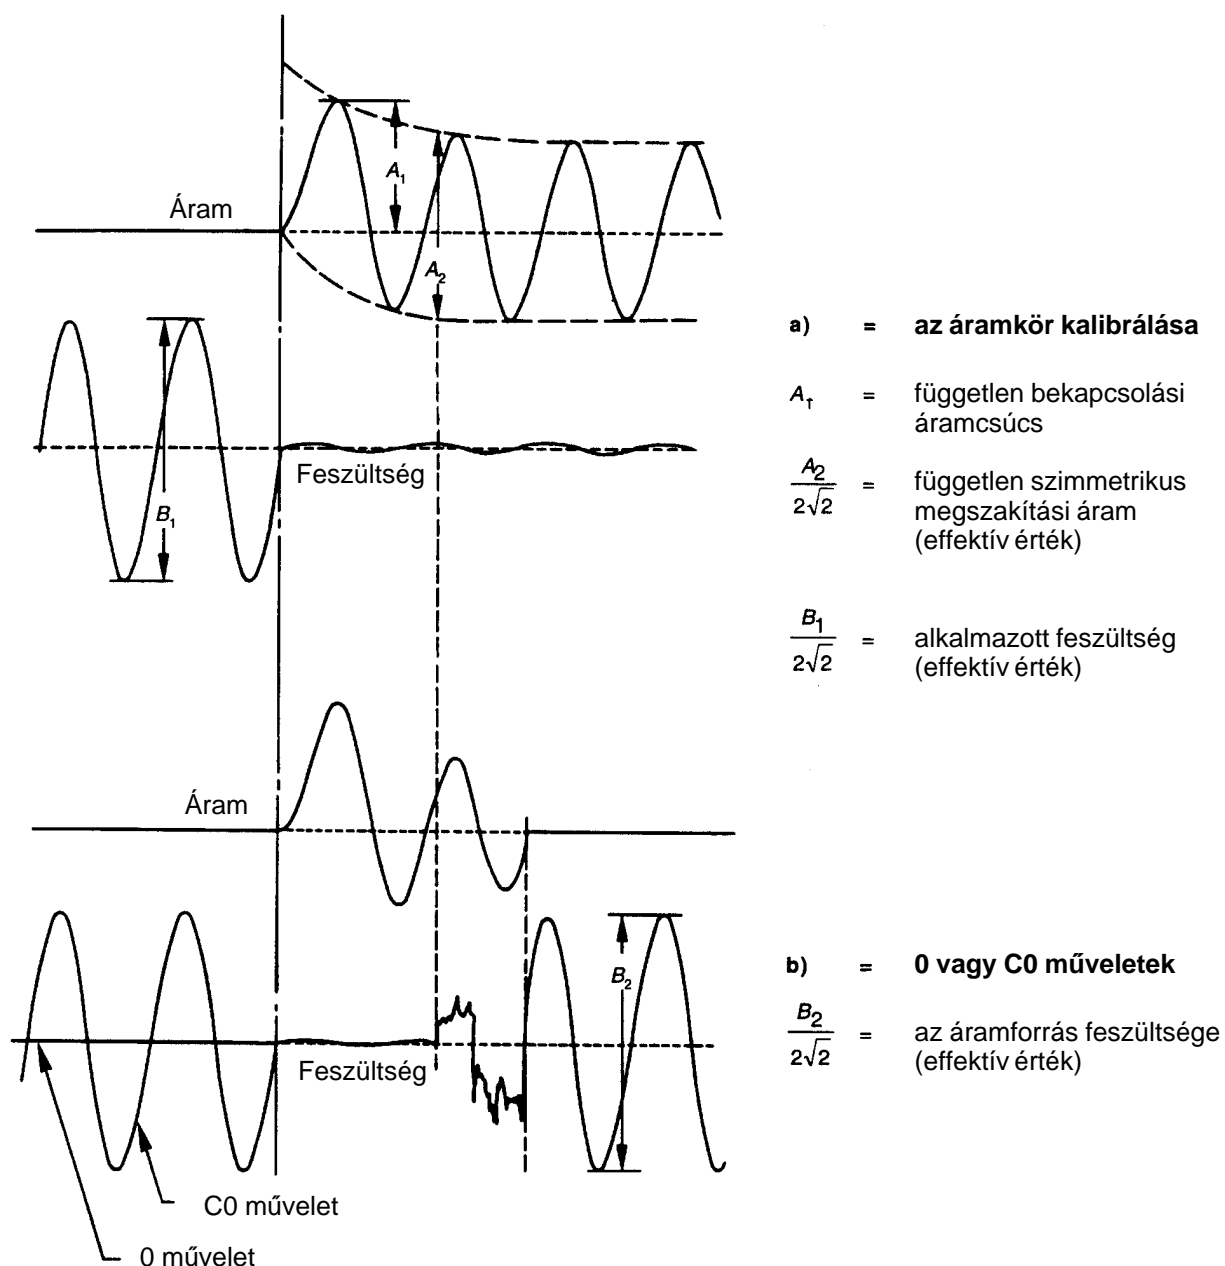 Áram
A₁
A₂
B₁
Feszültség
a) = az áramkör kalibrálása
A₁ = független bekapcsolási
áramcsúcs
A₂ / 2√2 = független szimmetrikus
megszakítási áram
(effektív érték)
B₁ / 2√2 = alkalmazott feszültség
(effektív érték)
Áram
B₂
Feszültség
C0 művelet
0 művelet
b) = 0 vagy C0 műveletek
B₂ / 2√2 = az áramforrás feszültsége
(effektív érték)